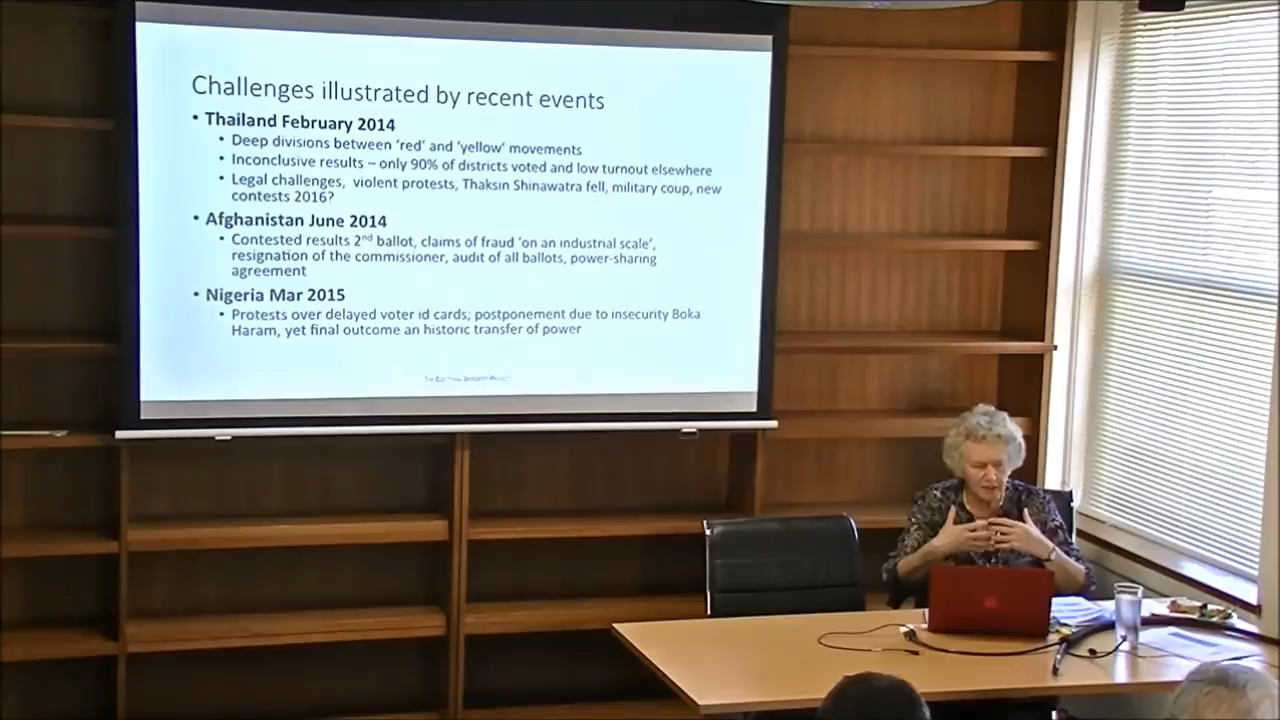 Challenges illustrated by recent events
• Thailand February 2014
• Deep divisions between 'red' and 'yellow' movements
• Inconclusive results – only 90% of districts voted and low turnout elsewhere
• Legal challenges, violent protests, Thaksin Shinawatra fell, military coup, new
contests 2016?
• Afghanistan June 2014
• Contested results 2nd ballot, claims of fraud 'on an industrial scale',
resignation of the commissioner, audit of all ballots, power-sharing
agreement
• Nigeria Mar 2015
• Protests over delayed voter id cards; postponement due to insecurity Boka
Haram, yet final outcome an historic transfer of power
THE ELECTORAL INTEGRITY PROJECT